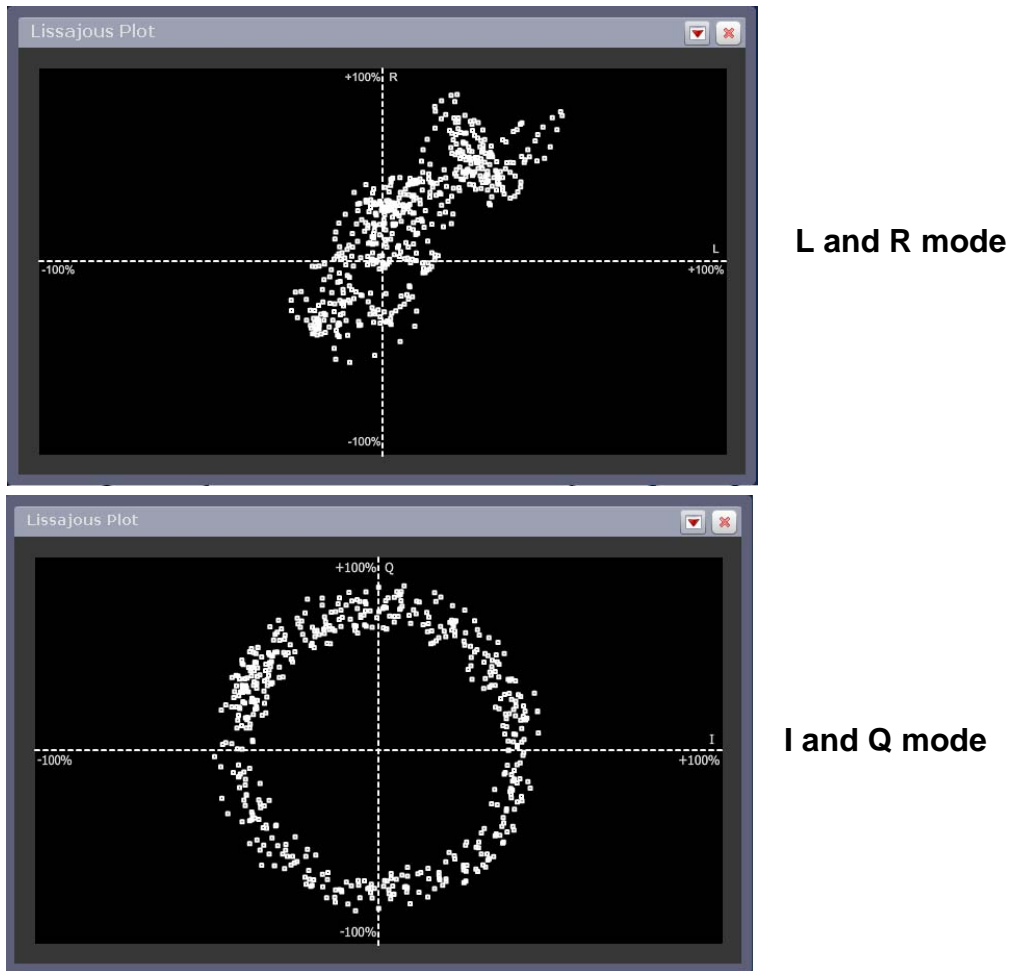 Lissajous Plot
+100% R
L
-100% +100%
-100%
L and R mode
Lissajous Plot
+100% Q
I
-100% +100%
-100%
I and Q mode